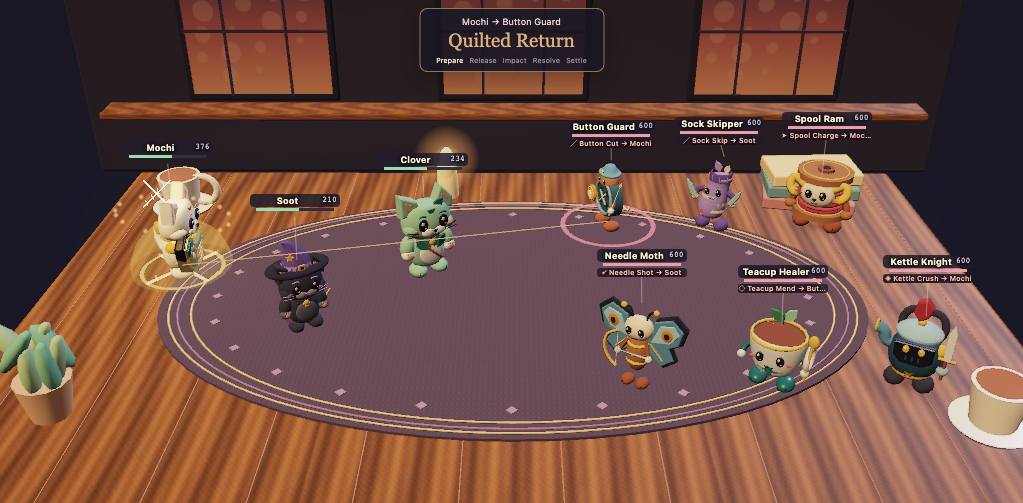 Mochi → Button Guard
Quilted Return
Prepare Release Impact Resolve Settle
Mochi 376
Soot 210
Clover 234
Button Guard 600
Button Cut → Mochi
Sock Skipper 600
Sock Skip → Soot
Spool Ram 600
Spool Charge → Moc...
Needle Moth 600
Needle Shot → Soot
Teacup Healer 600
Teacup Mend → But...
Kettle Knight 600
Kettle Crush → Mochi